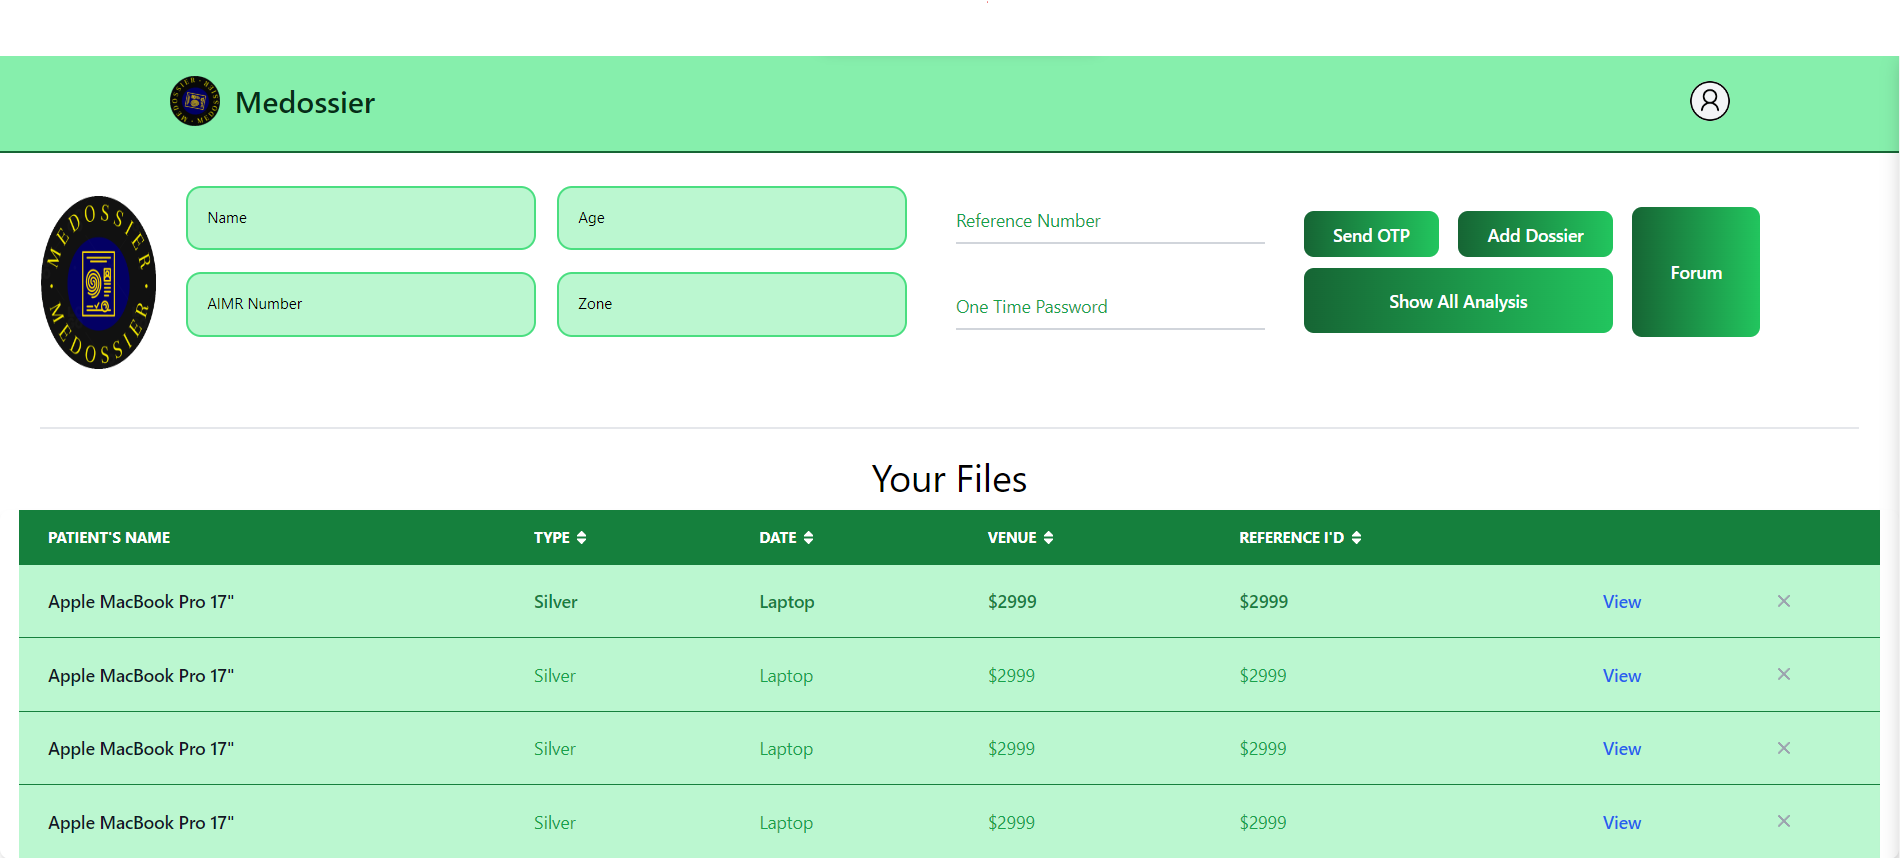 Medossier
MEDOSSIER · MEDOSSIER ·
Name
Age
Reference Number
Send OTP
Add Dossier
Forum
AIMR Number
Zone
One Time Password
Show All Analysis
Your Files
PATIENT'S NAME TYPE DATE VENUE REFERENCE I'D
Apple MacBook Pro 17" Silver Laptop $2999 $2999 View
Apple MacBook Pro 17" Silver Laptop $2999 $2999 View
Apple MacBook Pro 17" Silver Laptop $2999 $2999 View
Apple MacBook Pro 17" Silver Laptop $2999 $2999 View